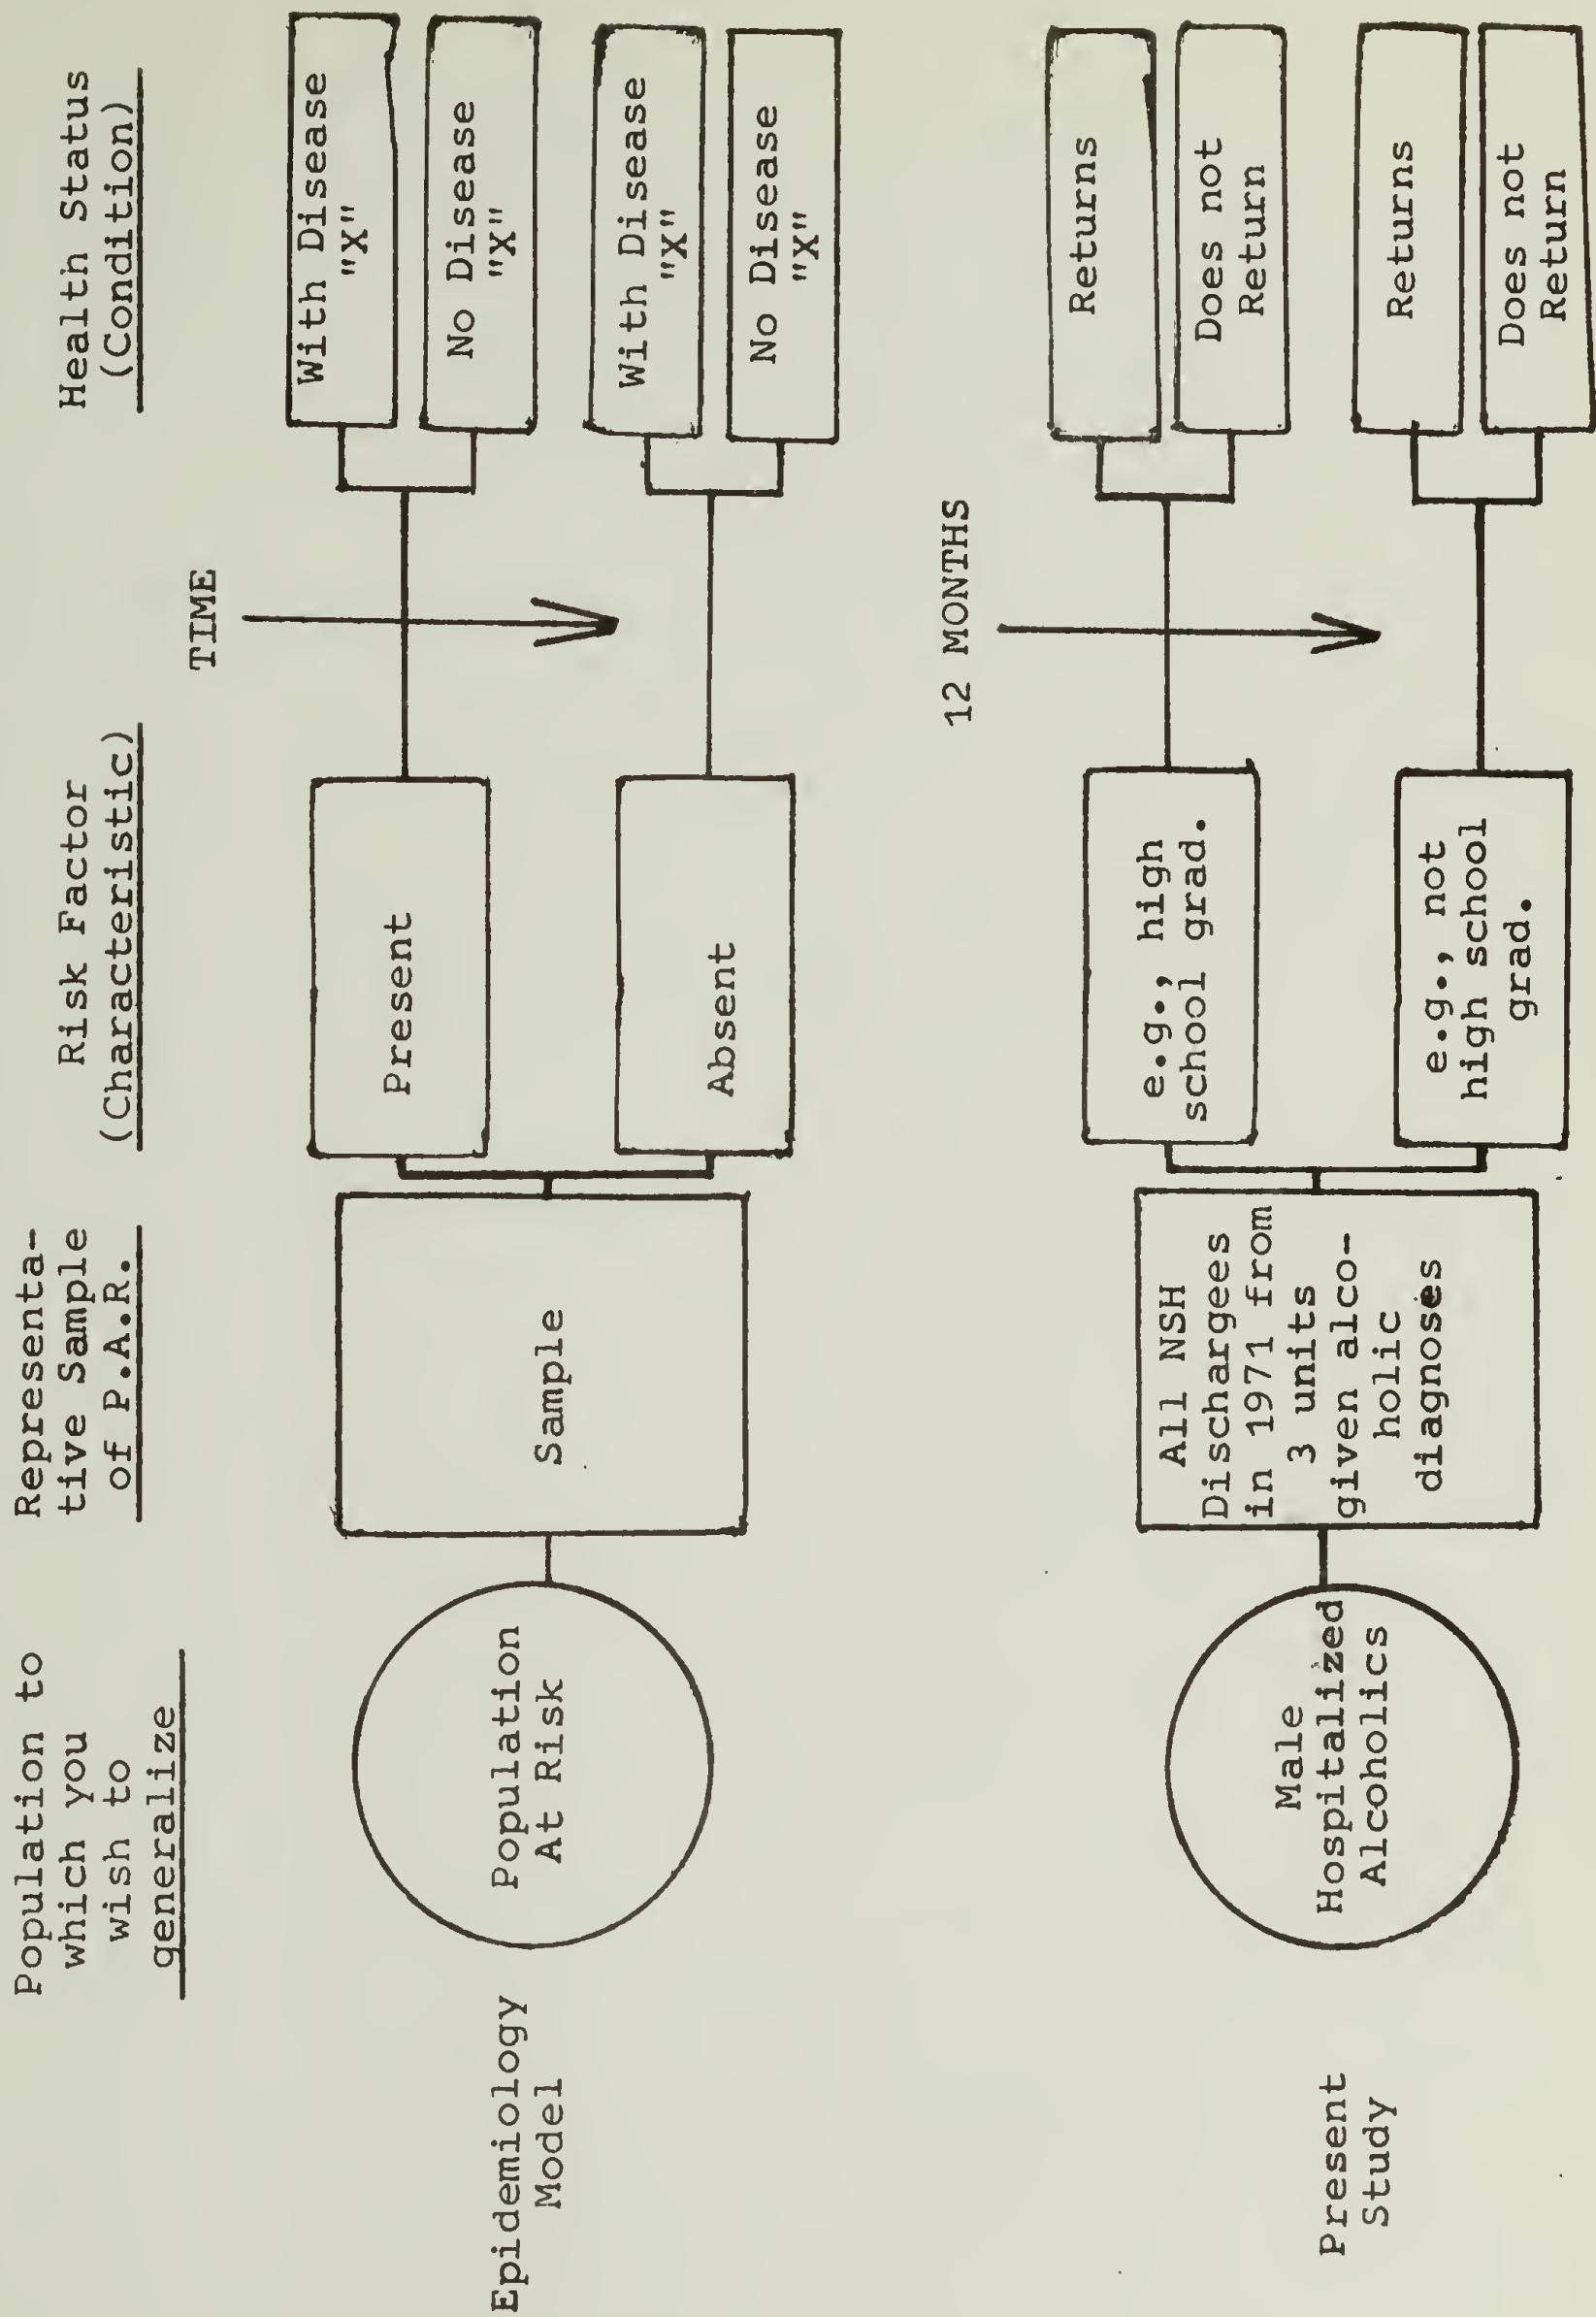 Population to
which you
wish to
generalize
Representa-
tive Sample
of P.A.R.
Risk Factor
(Characteristic)
Health Status
(Condition)
Epidemiology
Model
Population
At Risk
Sample
Present
Absent
TIME
With Disease
"X"
No Disease
"X"
With Disease
"X"
No Disease
"X"
Present
Study
Male
Hospitalized
Alcoholics
All NSH
Discharges
in 1971 from
3 units
given alco-
holic
diagnoses
e.g., high
school grad.
e.g., not
high school
grad.
12 MONTHS
Returns
Does not
Return
Returns
Does not
Return